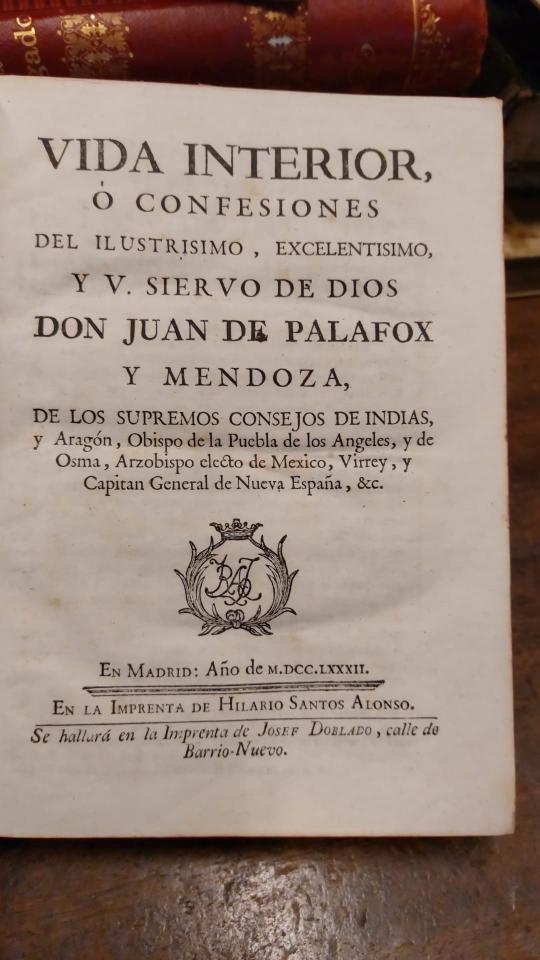 zado
VIDA INTERIOR,
Ó CONFESIONES
DEL ILUSTRISIMO, EXCELENTISIMO,
Y V. SIERVO DE DIOS
DON JUAN DE PALAFOX
Y MENDOZA,
DE LOS SUPREMOS CONSEJOS DE INDIAS,
y Aragón, Obispo de la Puebla de los Angeles, y de
Osma, Arzobispo electo de Mexico, Virrey, y
Capitan General de Nueva España, &c.
EN MADRID: Año de M.DCC.LXXXII.
EN LA IMPRENTA DE HILARIO SANTOS ALONSO.
Se hallará en la Imprenta de JOSEF DOBLADO, calle de
Barrio-Nuevo.